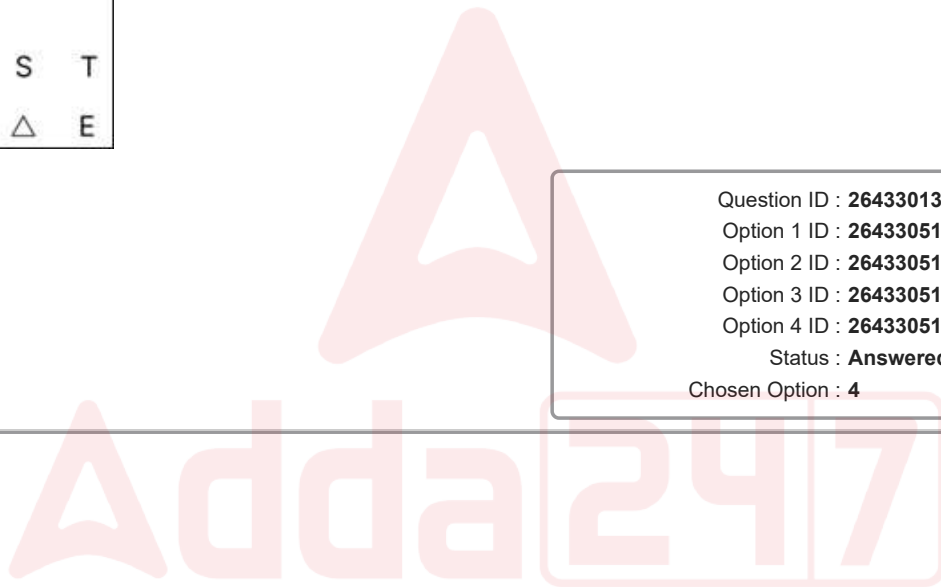 S T
△ E
Question ID : 26433013
Option 1 ID : 26433051
Option 2 ID : 26433051
Option 3 ID : 26433051
Option 4 ID : 26433051
Status : Answered
Chosen Option : 4
Adda247